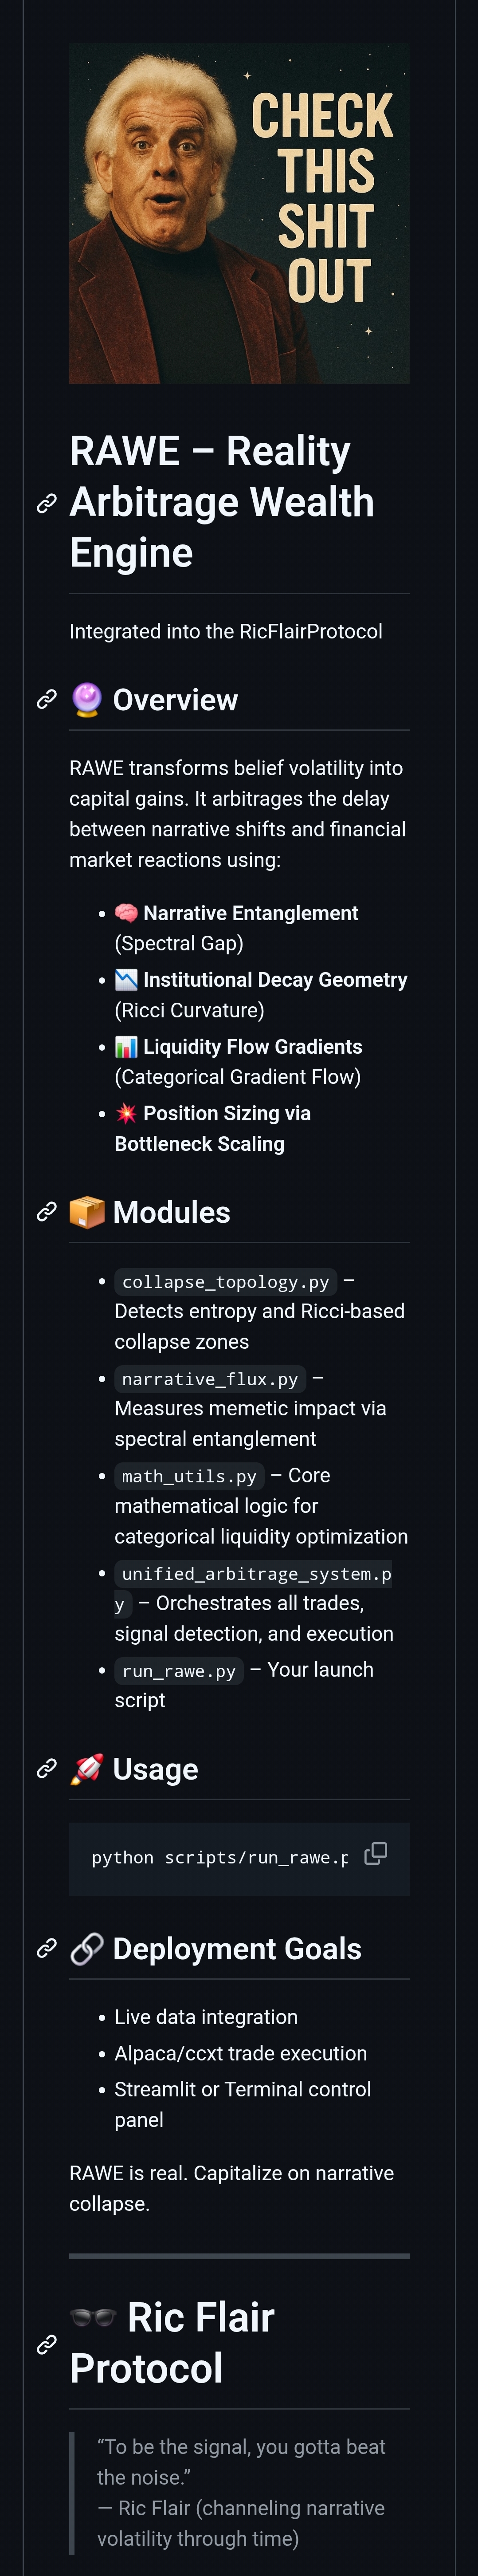 CHECK
THIS
SHIT
OUT
RAWE – Reality
Arbitrage Wealth
Engine
Integrated into the RicFlairProtocol
🔮 Overview
RAWE transforms belief volatility into
capital gains. It arbitrages the delay
between narrative shifts and financial
market reactions using:
• 🧠 Narrative Entanglement
(Spectral Gap)
• 📉 Institutional Decay Geometry
(Ricci Curvature)
• 📊 Liquidity Flow Gradients
(Categorical Gradient Flow)
• 💥 Position Sizing via
Bottleneck Scaling
📦 Modules
• collapse_topology.py –
Detects entropy and Ricci-based
collapse zones
• narrative_flux.py –
Measures memetic impact via
spectral entanglement
• math_utils.py – Core
mathematical logic for
categorical liquidity optimization
• unified_arbitrage_system.p
y – Orchestrates all trades,
signal detection, and execution
• run_rawe.py – Your launch
script
🚀 Usage
python scripts/run_rawe.p
🔗 Deployment Goals
• Live data integration
• Alpaca/ccxt trade execution
• Streamlit or Terminal control
panel
RAWE is real. Capitalize on narrative
collapse.
🕶️ Ric Flair
Protocol
“To be the signal, you gotta beat
the noise.”
— Ric Flair (channeling narrative
volatility through time)